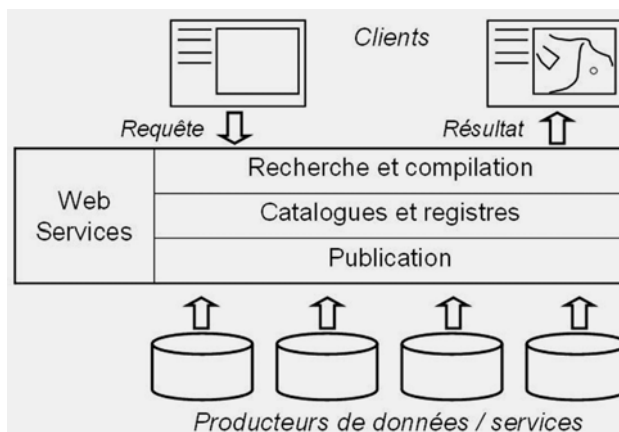 Clients
Requête
Résultat
Web
Services
Recherche et compilation
Catalogues et registres
Publication
Producteurs de données / services